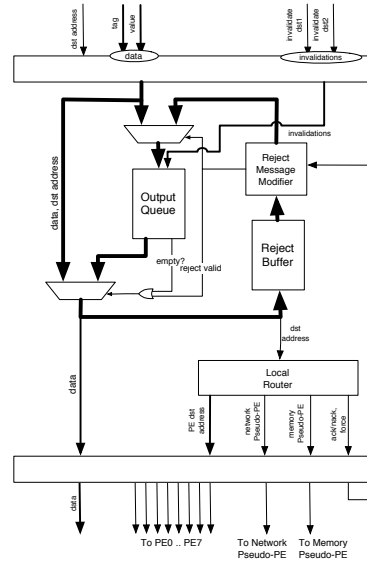 dst address
tag
value
invalidate
dst1
invalidate
dst2
data
invalidations
invalidations
data, dst address
Reject
Message
Modifier
Output
Queue
Reject
Buffer
empty?
reject valid
dst
address
data
Local
Router
PE dst
address
network
Pseudo-PE
memory
Pseudo-PE
ack/nack,
force
data
To PE0 .. PE7
To Network
Pseudo-PE
To Memory
Pseudo-PE